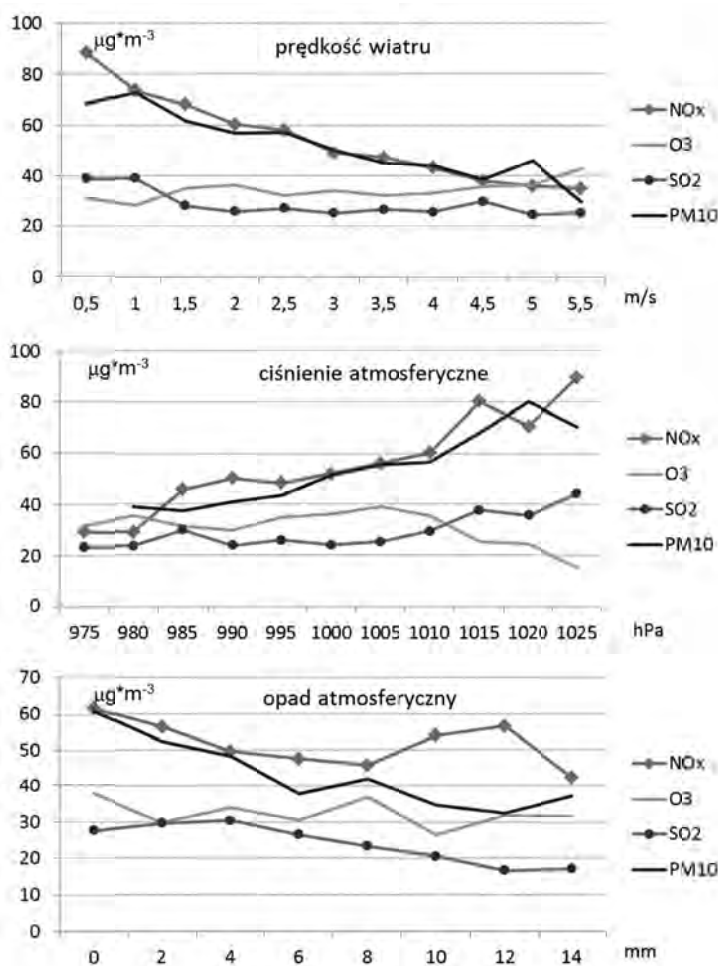 100 µg*m-3 prędkość wiatru
80
60
40
20
0
0,5 1 1,5 2 2,5 3 3,5 4 4,5 5 5,5 m/s
NOx
O3
SO2
PM10
100 µg*m-3 ciśnienie atmosferyczne
80
60
40
20
0
975 980 985 990 995 1000 1005 1010 1015 1020 1025 hPa
NOx
O3
SO2
PM10
70 µg*m-3 opad atmosferyczny
60
50
40
30
20
10
0
0 2 4 6 8 10 12 14 mm
NOx
O3
SO2
PM10